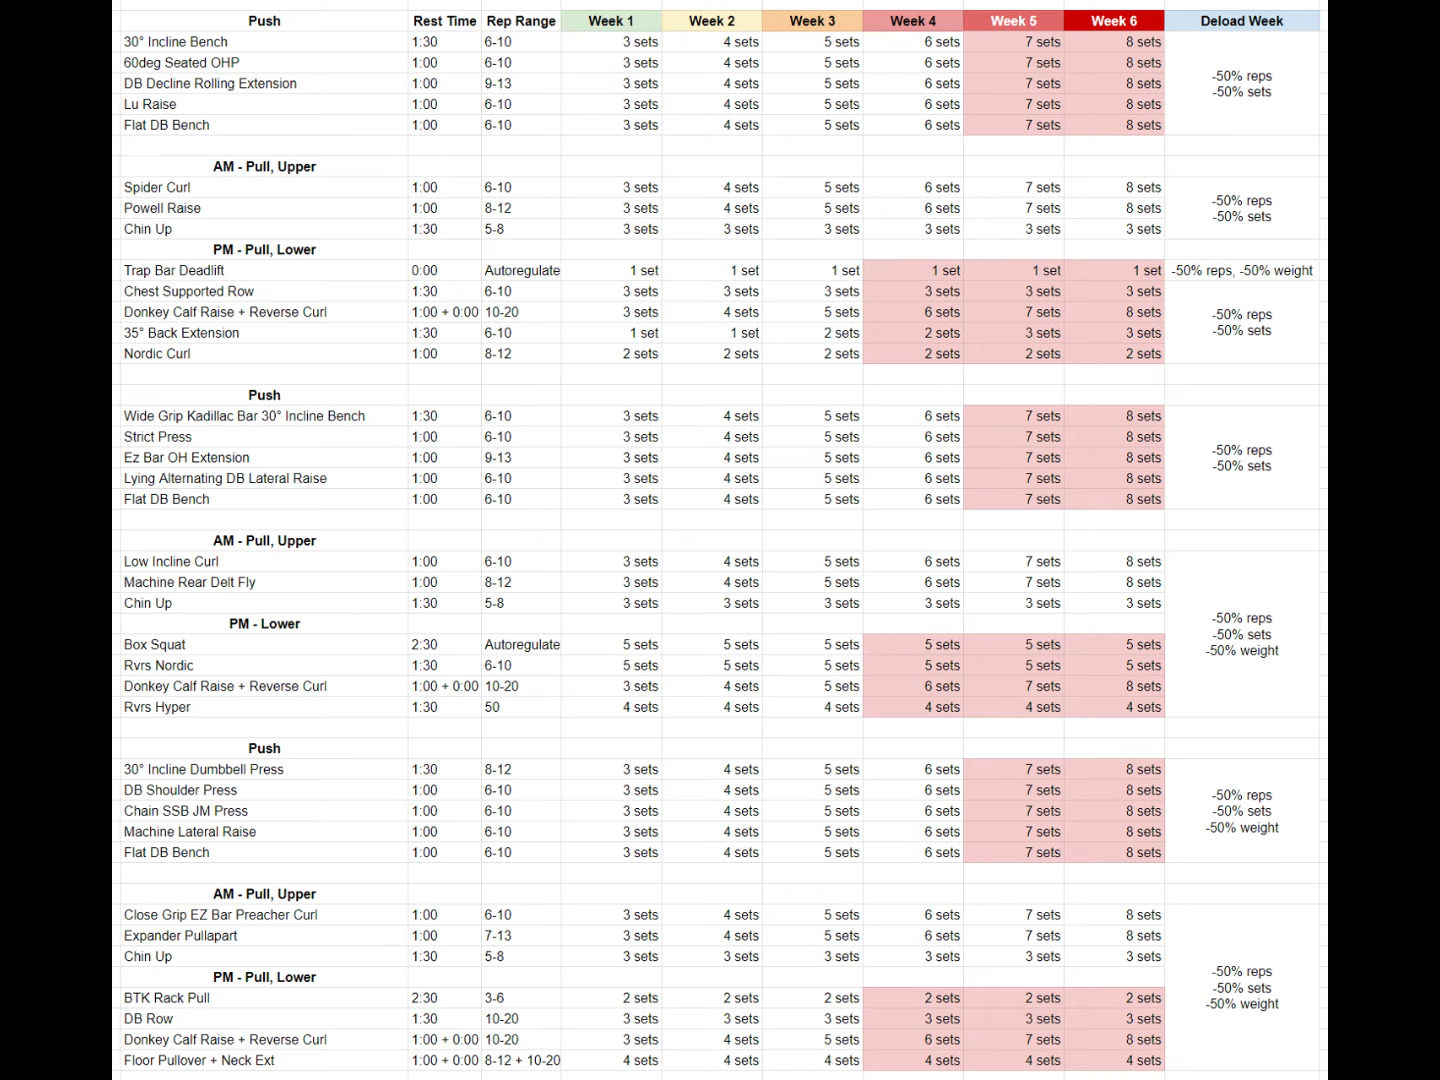 Push Rest Time Rep Range Week 1 Week 2 Week 3 Week 4 Week 5 Week 6 Deload Week
30° Incline Bench 1:30 6-10 3 sets 4 sets 5 sets 6 sets 7 sets 8 sets
60deg Seated OHP 1:00 6-10 3 sets 4 sets 5 sets 6 sets 7 sets 8 sets
-50% reps
DB Decline Rolling Extension 1:00 9-13 3 sets 4 sets 5 sets 6 sets 7 sets 8 sets
-50% sets
Lu Raise 1:00 6-10 3 sets 4 sets 5 sets 6 sets 7 sets 8 sets
Flat DB Bench 1:00 6-10 3 sets 4 sets 5 sets 6 sets 7 sets 8 sets
AM - Pull, Upper
Spider Curl 1:00 6-10 3 sets 4 sets 5 sets 6 sets 7 sets 8 sets
-50% reps
Powell Raise 1:00 8-12 3 sets 4 sets 5 sets 6 sets 7 sets 8 sets
-50% sets
Chin Up 1:30 5-8 3 sets 3 sets 3 sets 3 sets 3 sets 3 sets
PM - Pull, Lower
Trap Bar Deadlift 0:00 Autoregulate 1 set 1 set 1 set 1 set 1 set 1 set -50% reps, -50% weight
Chest Supported Row 1:30 6-10 3 sets 3 sets 3 sets 3 sets 3 sets 3 sets
Donkey Calf Raise + Reverse Curl 1:00 + 0:00 10-20 3 sets 4 sets 5 sets 6 sets 7 sets 8 sets
-50% reps
35° Back Extension 1:30 6-10 1 set 1 set 2 sets 2 sets 3 sets 3 sets
-50% sets
Nordic Curl 1:00 8-12 2 sets 2 sets 2 sets 2 sets 2 sets 2 sets
Push
Wide Grip Kadillac Bar 30° Incline Bench 1:30 6-10 3 sets 4 sets 5 sets 6 sets 7 sets 8 sets
Strict Press 1:00 6-10 3 sets 4 sets 5 sets 6 sets 7 sets 8 sets
-50% reps
Ez Bar OH Extension 1:00 9-13 3 sets 4 sets 5 sets 6 sets 7 sets 8 sets
-50% sets
Lying Alternating DB Lateral Raise 1:00 6-10 3 sets 4 sets 5 sets 6 sets 7 sets 8 sets
Flat DB Bench 1:00 6-10 3 sets 4 sets 5 sets 6 sets 7 sets 8 sets
AM - Pull, Upper
Low Incline Curl 1:00 6-10 3 sets 4 sets 5 sets 6 sets 7 sets 8 sets
Machine Rear Delt Fly 1:00 8-12 3 sets 4 sets 5 sets 6 sets 7 sets 8 sets
Chin Up 1:30 5-8 3 sets 3 sets 3 sets 3 sets 3 sets 3 sets
-50% reps
PM - Lower
-50% sets
Box Squat 2:30 Autoregulate 5 sets 5 sets 5 sets 5 sets 5 sets 5 sets
-50% weight
Rvrs Nordic 1:30 6-10 5 sets 5 sets 5 sets 5 sets 5 sets 5 sets
Donkey Calf Raise + Reverse Curl 1:00 + 0:00 10-20 3 sets 4 sets 5 sets 6 sets 7 sets 8 sets
Rvrs Hyper 1:30 50 4 sets 4 sets 4 sets 4 sets 4 sets 4 sets
Push
30° Incline Dumbbell Press 1:30 8-12 3 sets 4 sets 5 sets 6 sets 7 sets 8 sets
DB Shoulder Press 1:00 6-10 3 sets 4 sets 5 sets 6 sets 7 sets 8 sets
-50% reps
Chain SSB JM Press 1:00 6-10 3 sets 4 sets 5 sets 6 sets 7 sets 8 sets
-50% sets
Machine Lateral Raise 1:00 6-10 3 sets 4 sets 5 sets 6 sets 7 sets 8 sets
-50% weight
Flat DB Bench 1:00 6-10 3 sets 4 sets 5 sets 6 sets 7 sets 8 sets
AM - Pull, Upper
Close Grip EZ Bar Preacher Curl 1:00 6-10 3 sets 4 sets 5 sets 6 sets 7 sets 8 sets
Expander Pullapart 1:00 7-13 3 sets 4 sets 5 sets 6 sets 7 sets 8 sets
Chin Up 1:30 5-8 3 sets 3 sets 3 sets 3 sets 3 sets 3 sets
-50% reps
PM - Pull, Lower
-50% sets
BTK Rack Pull 2:30 3-6 2 sets 2 sets 2 sets 2 sets 2 sets 2 sets
-50% weight
DB Row 1:30 10-20 3 sets 3 sets 3 sets 3 sets 3 sets 3 sets
Donkey Calf Raise + Reverse Curl 1:00 + 0:00 10-20 3 sets 4 sets 5 sets 6 sets 7 sets 8 sets
Floor Pullover + Neck Ext 1:00 + 0:00 8-12 + 10-20 4 sets 4 sets 4 sets 4 sets 4 sets 4 sets